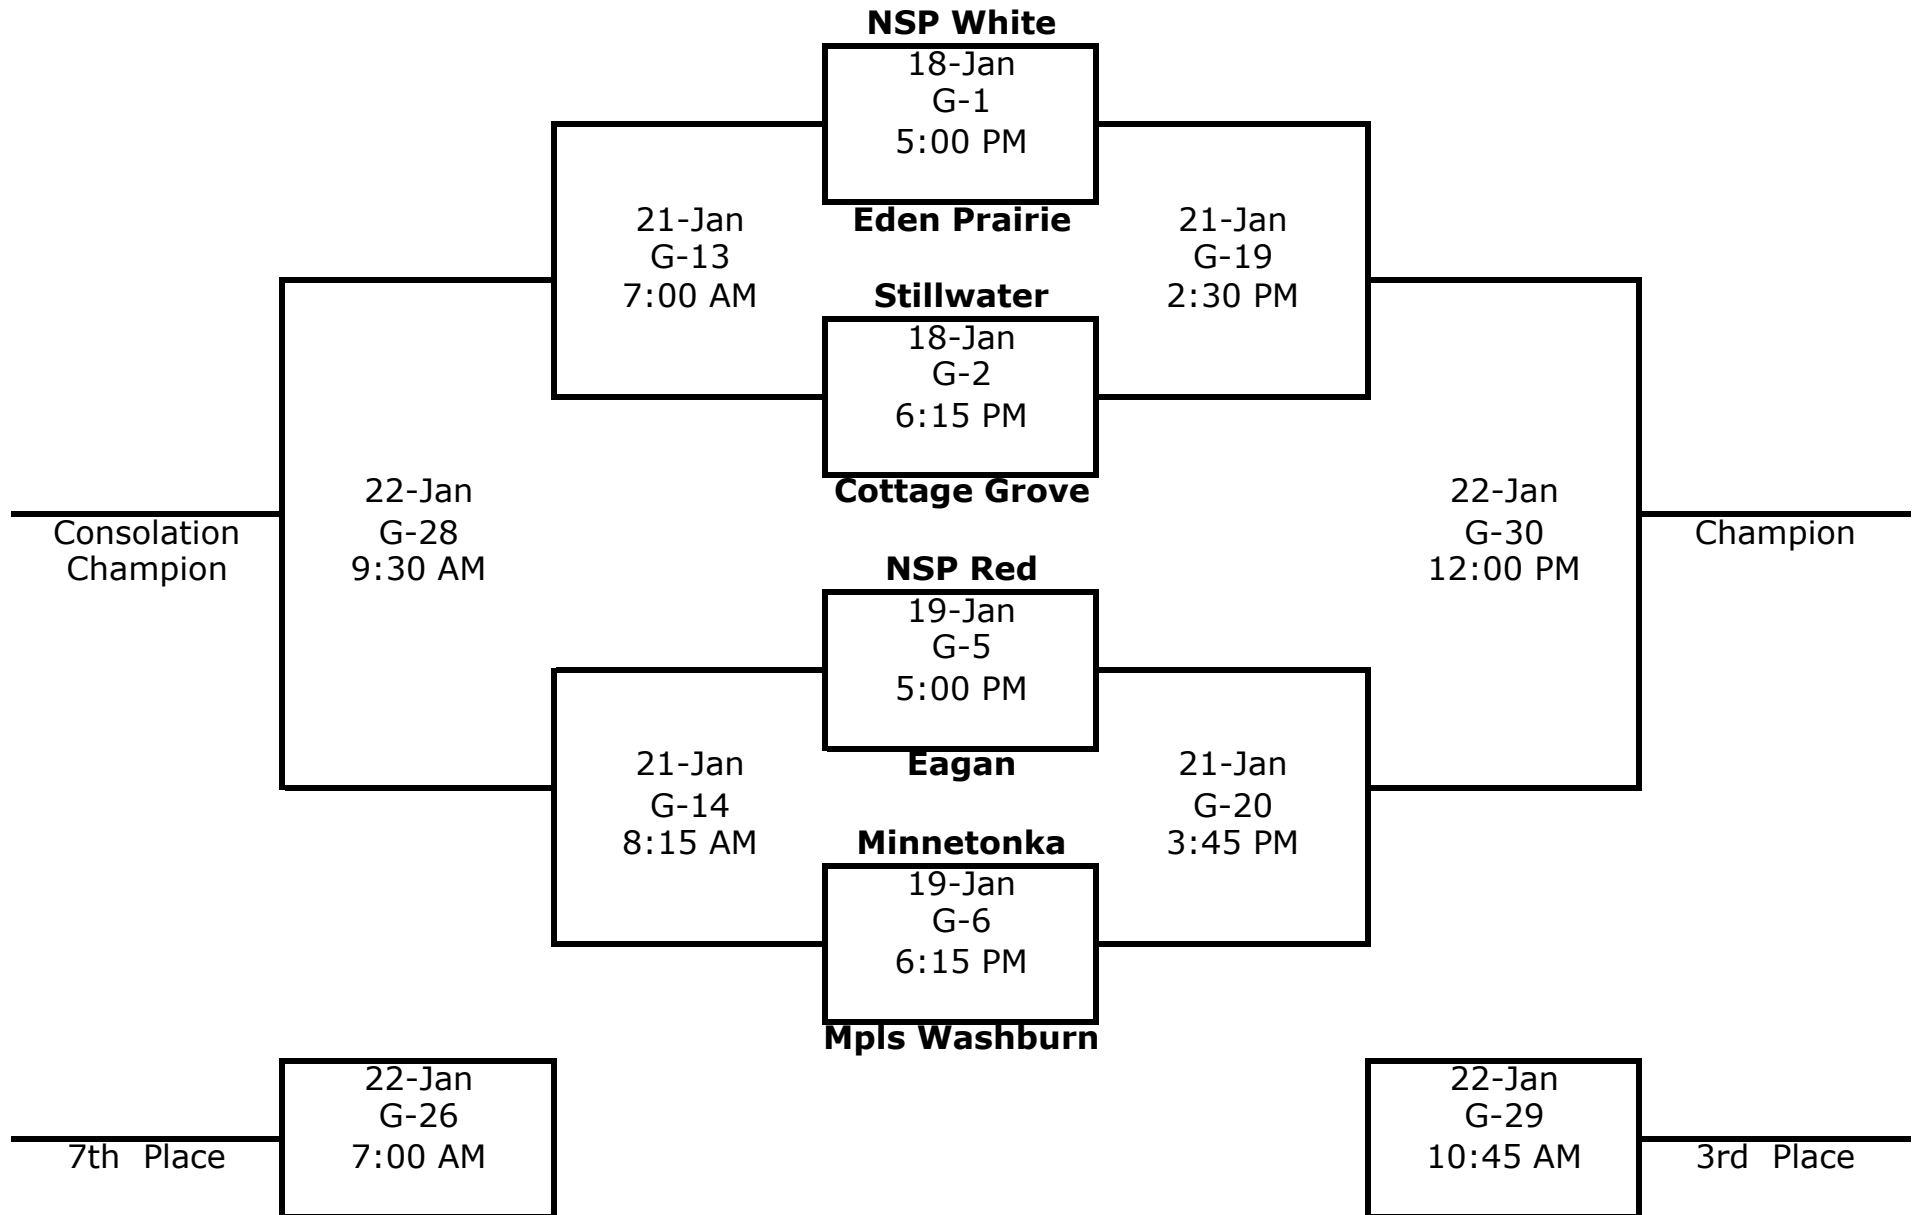 NSP White
18-Jan
G-1
5:00 PM
21-Jan
G-13
7:00 AM
Eden Prairie
21-Jan
G-19
2:30 PM
Stillwater
18-Jan
G-2
6:15 PM
Cottage Grove
22-Jan
G-28
9:30 AM
Consolation
Champion
22-Jan
G-30
12:00 PM
Champion
NSP Red
19-Jan
G-5
5:00 PM
Eagan
21-Jan
G-14
8:15 AM
21-Jan
G-20
3:45 PM
Minnetonka
19-Jan
G-6
6:15 PM
Mpls Washburn
22-Jan
G-26
7:00 AM
7th Place
22-Jan
G-29
10:45 AM
3rd Place